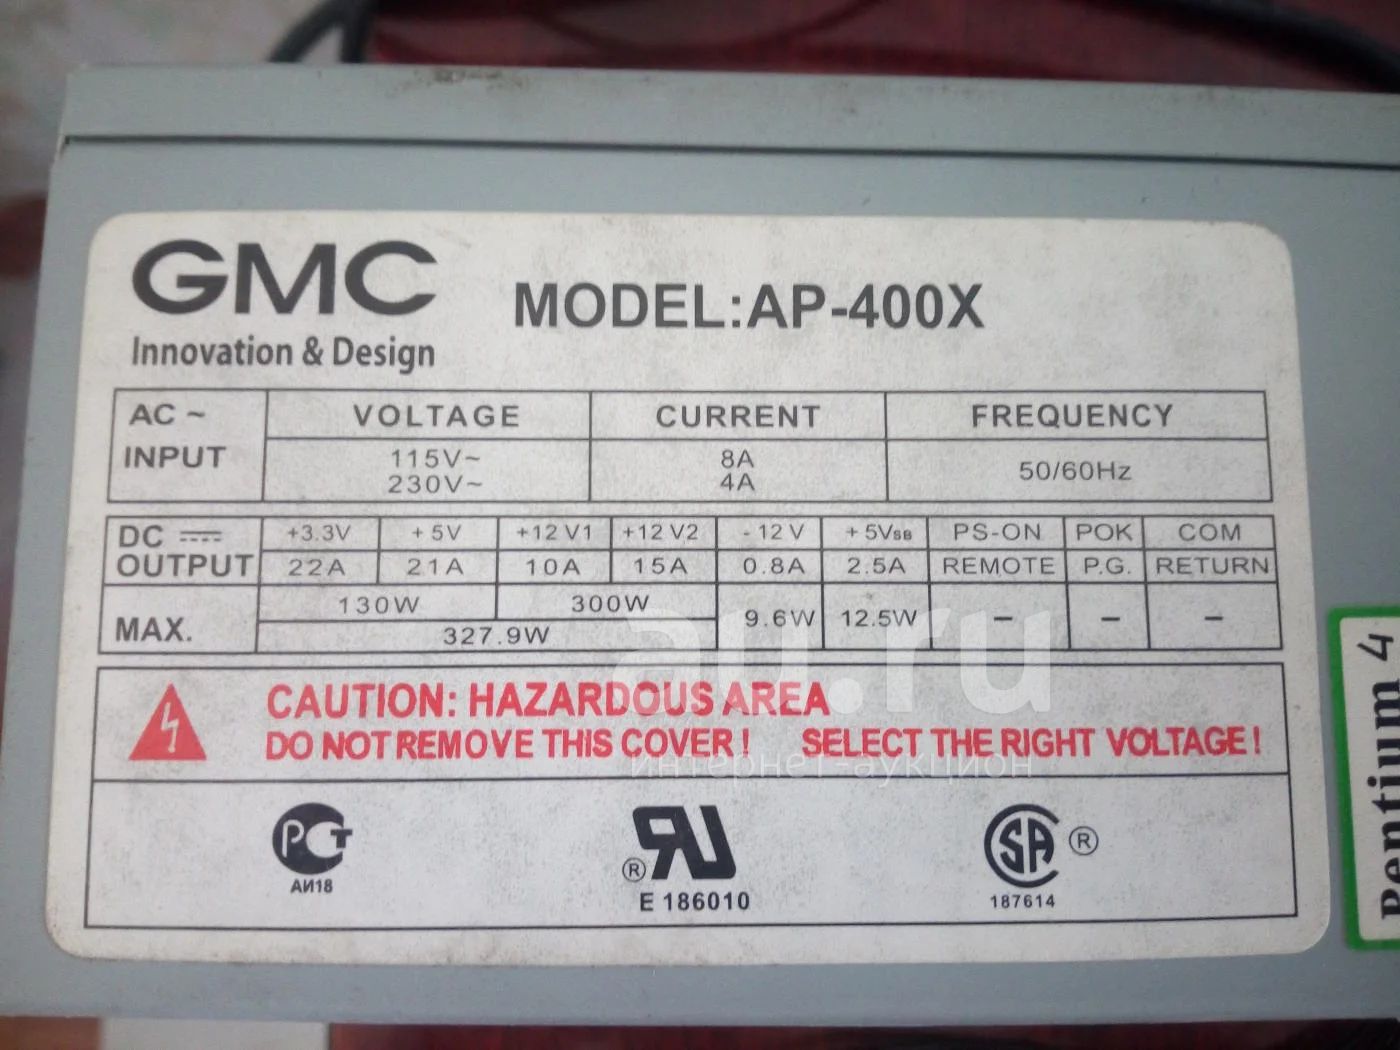 GMC
Innovation & Design
MODEL:AP-400X
AC ~ INPUT VOLTAGE CURRENT FREQUENCY
115V~ 8A
230V~ 4A
50/60Hz
DC OUTPUT +3.3V +5V +12V1 +12V2 -12V +5VSB PS-ON POK COM
22A 21A 10A 15A 0.8A 2.5A REMOTE P.G. RETURN
MAX. 130W 300W 9.6W 12.5W – – –
327.9W
CAUTION: HAZARDOUS AREA
DO NOT REMOVE THIS COVER! SELECT THE RIGHT VOLTAGE!
РСТ
АИ18
RU ®
E 186010
SA ®
187614
Pentium 4
au.ru
интернет-аукцион